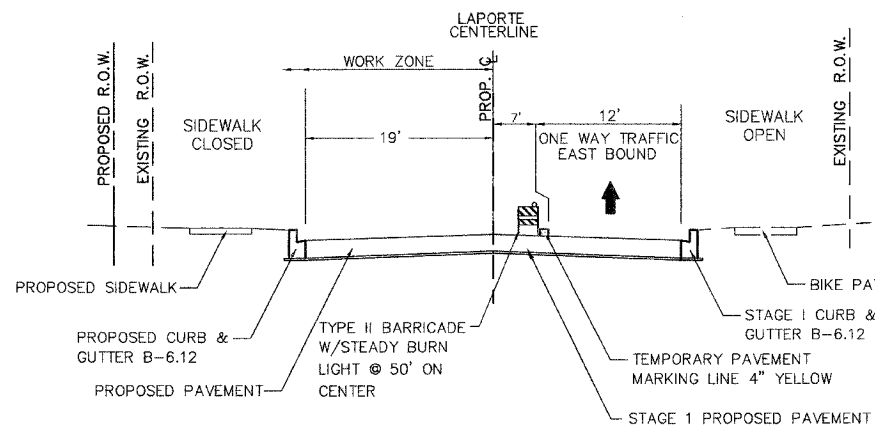 LAPORTE
CENTERLINE
WORK ZONE
PROP. ℄
PROPOSED R.O.W.
EXISTING R.O.W.
SIDEWALK
CLOSED
19'
7'
12'
ONE WAY TRAFFIC
EAST BOUND
SIDEWALK
OPEN
EXISTING R.O.W.
PROPOSED SIDEWALK
BIKE PA
PROPOSED CURB &
GUTTER B-6.12
PROPOSED PAVEMENT
TYPE II BARRICADE
W/STEADY BURN
LIGHT @ 50' ON
CENTER
STAGE I CURB &
GUTTER B-6.12
TEMPORARY PAVEMENT
MARKING LINE 4" YELLOW
STAGE 1 PROPOSED PAVEMENT